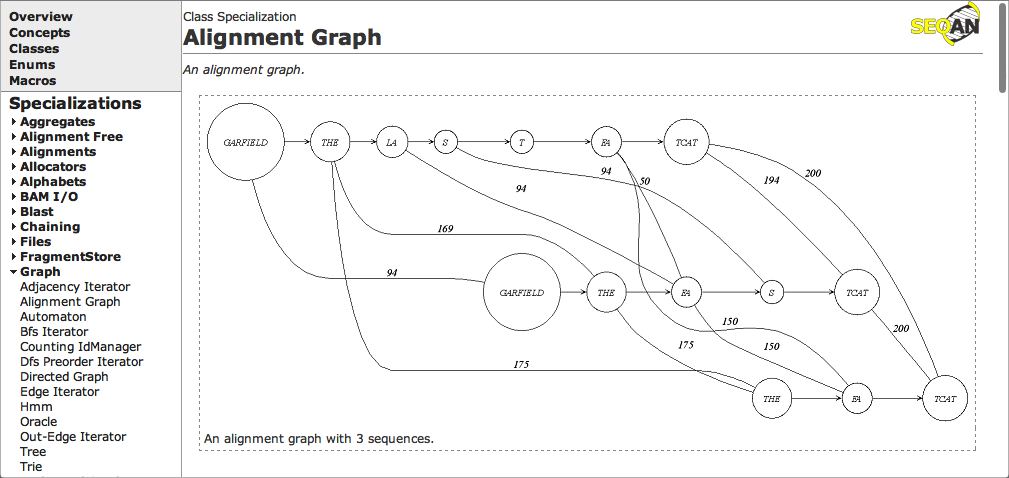 Overview
Concepts
Classes
Enums
Macros
Specializations
Aggregates
Alignment Free
Alignments
Allocators
Alphabets
BAM I/O
Blast
Chaining
Files
FragmentStore
Graph
Adjacency Iterator
Alignment Graph
Automaton
Bfs Iterator
Counting IdManager
Dfs Preorder Iterator
Directed Graph
Edge Iterator
Hmm
Oracle
Out-Edge Iterator
Tree
Trie
Class Specialization
Alignment Graph
SEQAN
An alignment graph.
GARFIELD THE LA S T FA TCAT
94 94 50 194 200
169
94
GARFIELD THE FA S TCAT
175 150 150 200
175
THE FA TCAT
An alignment graph with 3 sequences.